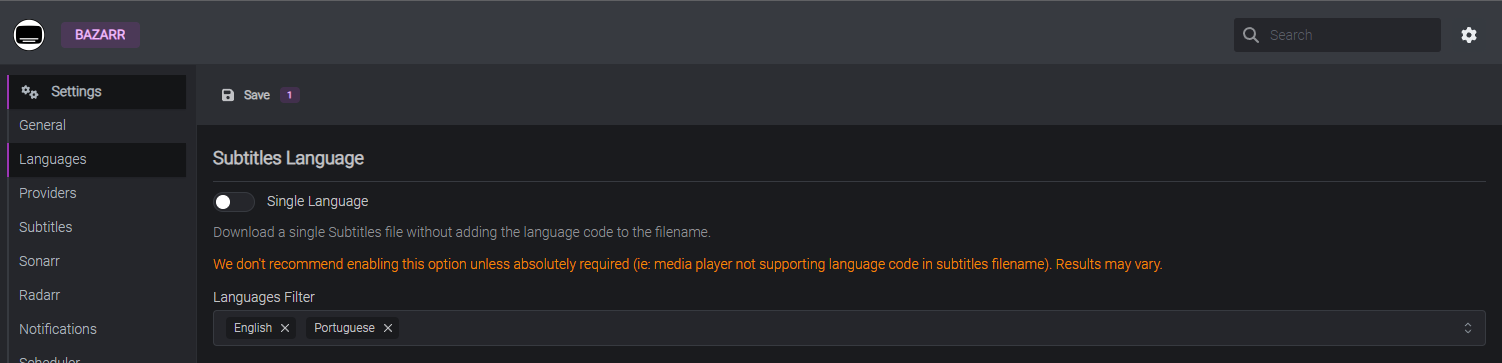 BAZARR
Search
Settings
Save 1
General
Languages
Providers
Subtitles
Sonarr
Radarr
Notifications
Scheduler
Subtitles Language
Single Language
Download a single Subtitles file without adding the language code to the filename.
We don't recommend enabling this option unless absolutely required (ie: media player not supporting language code in subtitles filename). Results may vary.
Languages Filter
English Portuguese